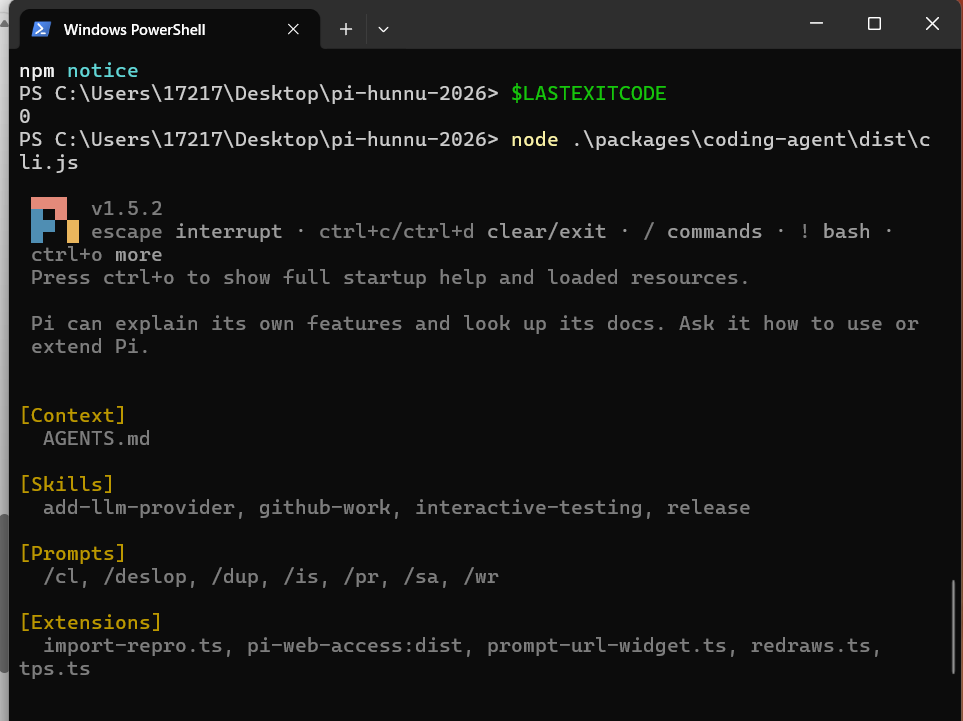 Windows PowerShell
npm notice
PS C:\Users\17217\Desktop\pi-hunnu-2026> $LASTEXITCODE
0
PS C:\Users\17217\Desktop\pi-hunnu-2026> node .\packages\coding-agent\dist\c
li.js
v1.5.2
escape interrupt · ctrl+c/ctrl+d clear/exit · / commands · ! bash ·
ctrl+o more
Press ctrl+o to show full startup help and loaded resources.
Pi can explain its own features and look up its docs. Ask it how to use or
extend Pi.
[Context]
AGENTS.md
[Skills]
add-llm-provider, github-work, interactive-testing, release
[Prompts]
/cl, /deslop, /dup, /is, /pr, /sa, /wr
[Extensions]
import-repro.ts, pi-web-access:dist, prompt-url-widget.ts, redraws.ts,
tps.ts